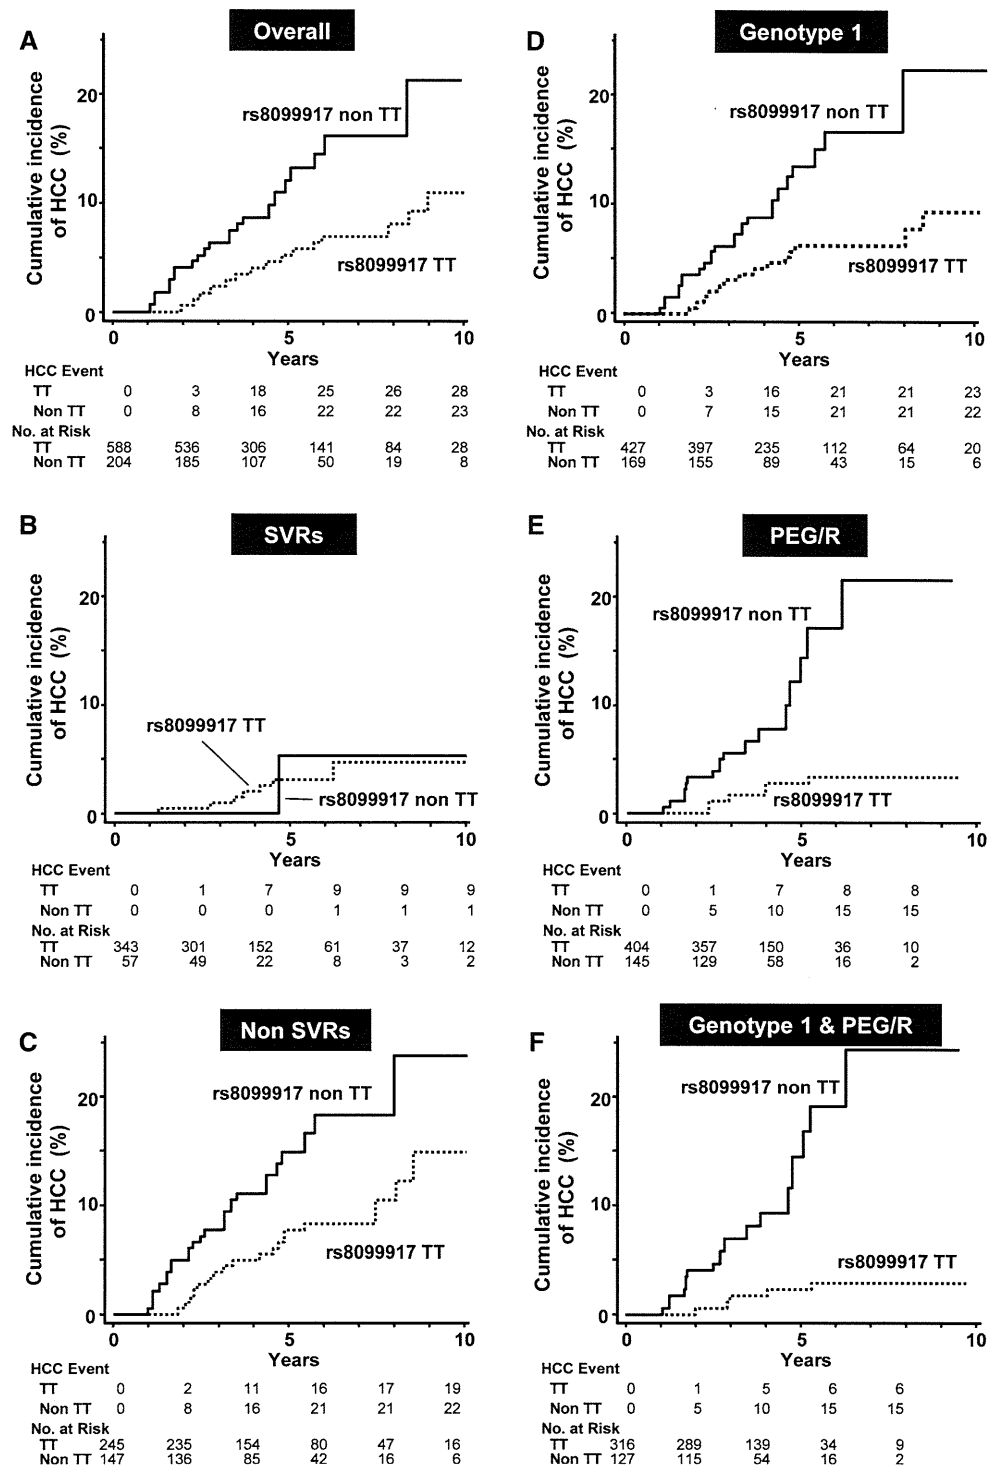 A
Overall
Cumulative incidence
of HCC (%)
20
10
0
rs8099917 non TT
rs8099917 TT
0 5 10
Years
HCC Event
TT 0 3 18 25 26 28
Non TT 0 8 16 22 22 23
No. at Risk
TT 588 536 306 141 84 28
Non TT 204 185 107 50 19 8
B
SVRs
Cumulative incidence
of HCC (%)
20
10
0
rs8099917 TT
rs8099917 non TT
0 5 10
Years
HCC Event
TT 0 1 7 9 9 9
Non TT 0 0 0 1 1 1
No. at Risk
TT 343 301 152 61 37 12
Non TT 57 49 22 8 3 2
C
Non SVRs
Cumulative incidence
of HCC (%)
20
10
0
rs8099917 non TT
rs8099917 TT
0 5 10
Years
HCC Event
TT 0 2 11 16 17 19
Non TT 0 8 16 21 21 22
No. at Risk
TT 245 235 154 80 47 16
Non TT 147 136 85 42 16 6
D
Genotype 1
Cumulative incidence
of HCC (%)
20
10
0
rs8099917 non TT
rs8099917 TT
0 5 10
Years
HCC Event
TT 0 3 16 21 21 23
Non TT 0 7 15 21 21 22
No. at Risk
TT 427 397 235 112 64 20
Non TT 169 155 89 43 15 6
E
PEG/R
Cumulative incidence
of HCC (%)
20
10
0
rs8099917 non TT
rs8099917 TT
0 5 10
Years
HCC Event
TT 0 1 7 8 8
Non TT 0 5 10 15 15
No. at Risk
TT 404 357 150 36 10
Non TT 145 129 58 16 2
F
Genotype 1 & PEG/R
Cumulative incidence
of HCC (%)
20
10
0
rs8099917 non TT
rs8099917 TT
0 5 10
Years
HCC Event
TT 0 1 5 6 6
Non TT 0 5 10 15 15
No. at Risk
TT 316 289 139 34 9
Non TT 127 115 54 16 2